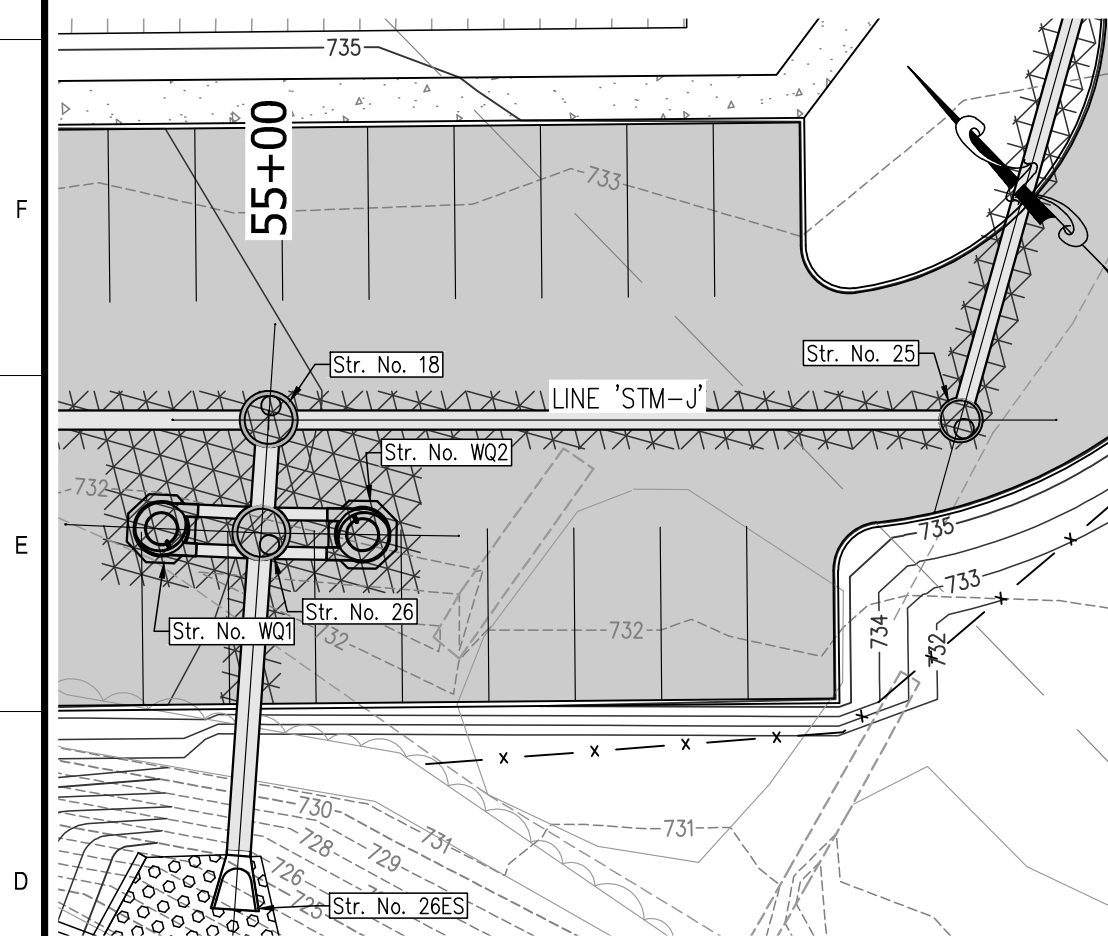 735
55+00
F
733
Str. No. 18
Str. No. 25
LINE 'STM-J'
Str. No. WQ2
732
E
735
733
Str. No. 26
Str. No. WQ1
732
732
734
732
x
x
x
x
x
x
x
x
730
731
731
728
729
726
D
725
Str. No. 26ES